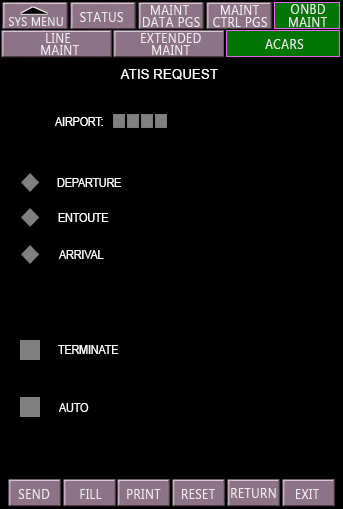 SYS MENU
STATUS
MAINT
DATA PGS
MAINT
CTRL PGS
ONBD
MAINT
LINE
MAINT
EXTENDED
MAINT
ACARS
ATIS REQUEST
AIRPORT:
DEPARTURE
ENTOUTE
ARRIVAL
TERMINATE
AUTO
SEND
FILL
PRINT
RESET
RETURN
EXIT